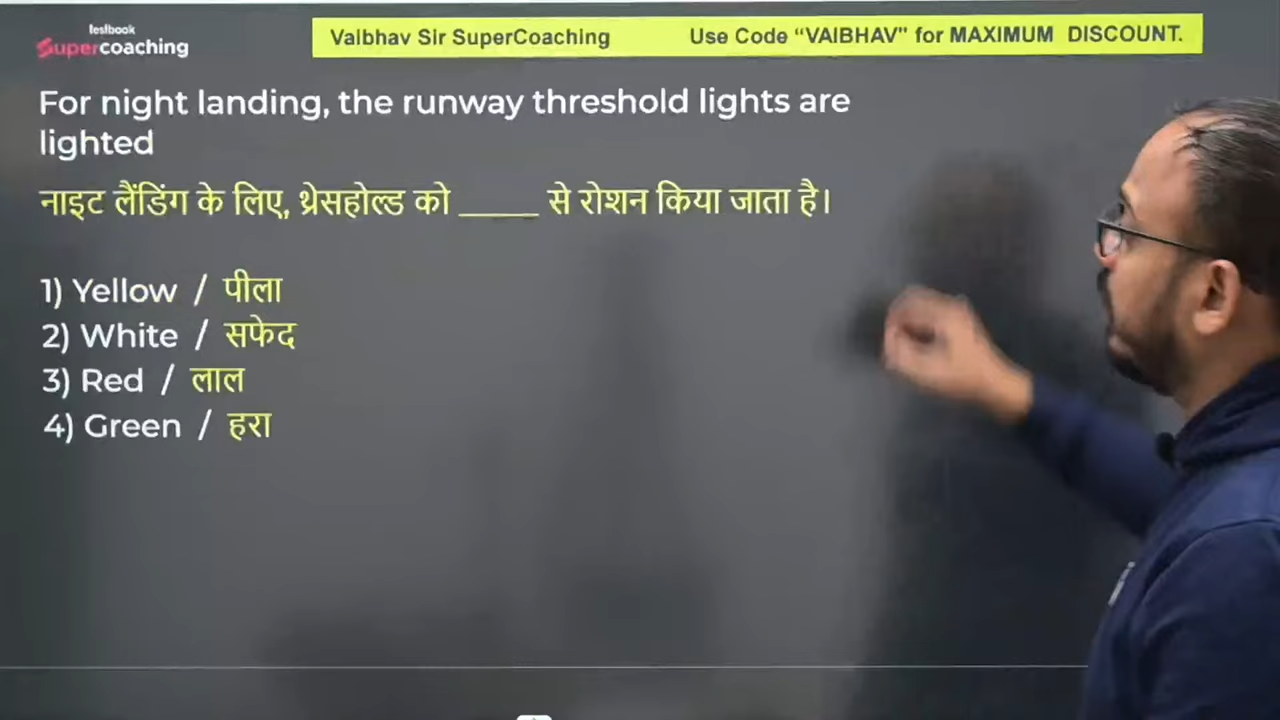 testbook
Supercoaching
Vaibhav Sir SuperCoaching Use Code “VAIBHAV" for MAXIMUM DISCOUNT.
For night landing, the runway threshold lights are
lighted
नाइट लैंडिंग के लिए, थ्रेसहोल्ड को _____ से रोशन किया जाता है।
1) Yellow / पीला
2) White / सफेद
3) Red / लाल
4) Green / हरा